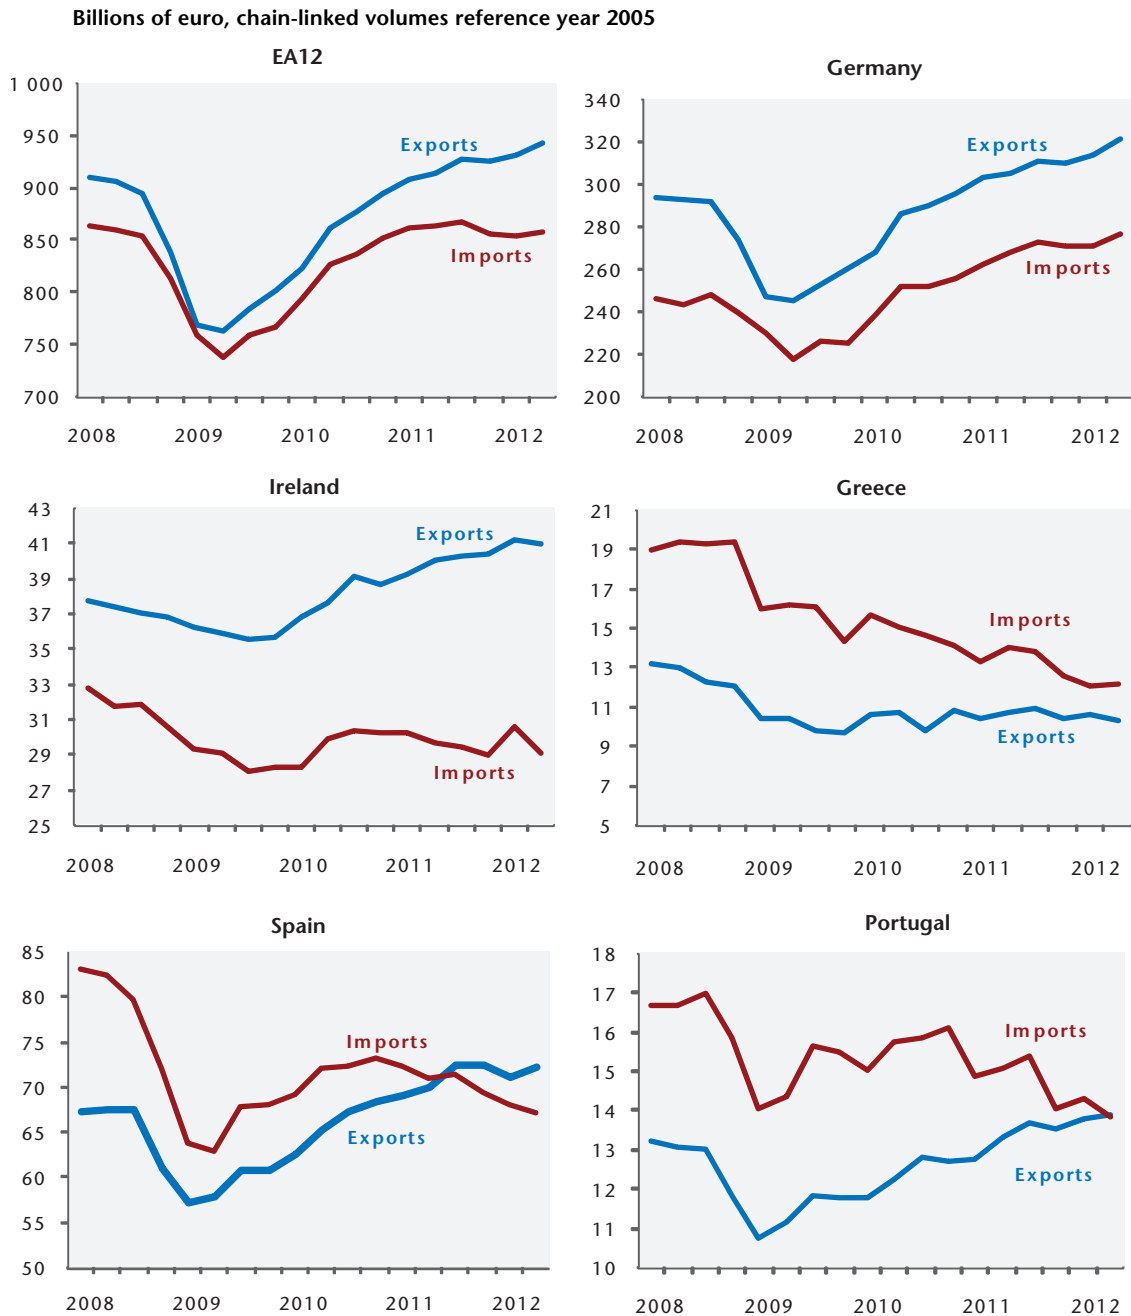 Billions of euro, chain-linked volumes reference year 2005
EA12
1 000
950
900
850
800
750
700
Exports
Imports
2008 2009 2010 2011 2012
Germany
340
320
300
280
260
240
220
200
Exports
Imports
2008 2009 2010 2011 2012
Ireland
43
41
39
37
35
33
31
29
27
25
Exports
Imports
2008 2009 2010 2011 2012
Greece
21
19
17
15
13
11
9
7
5
Imports
Exports
2008 2009 2010 2011 2012
Spain
85
80
75
70
65
60
55
50
Imports
Exports
2008 2009 2010 2011 2012
Portugal
18
17
16
15
14
13
12
11
10
Imports
Exports
2008 2009 2010 2011 2012